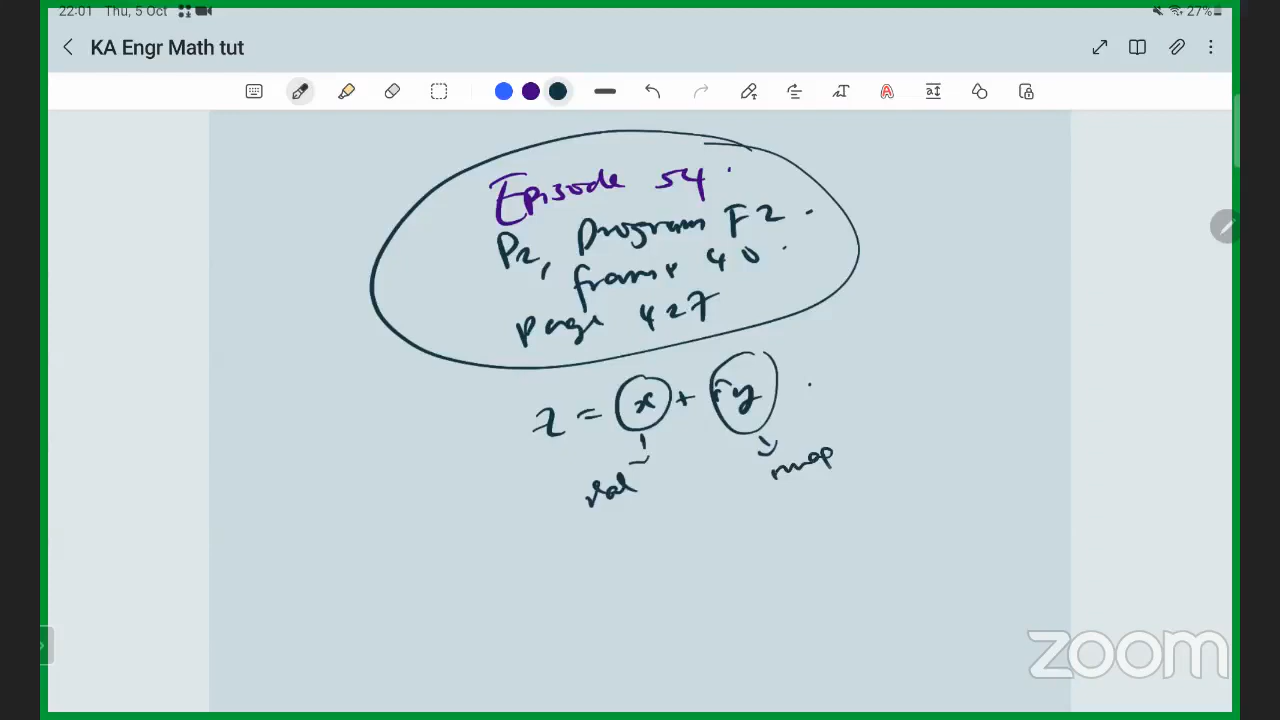 22:01 Thu, 5 Oct
27%
KA Engr Math tut
Episode 54.
P2, program F2.
frame 40.
page 427
z = x + iy
real
imag
zoom